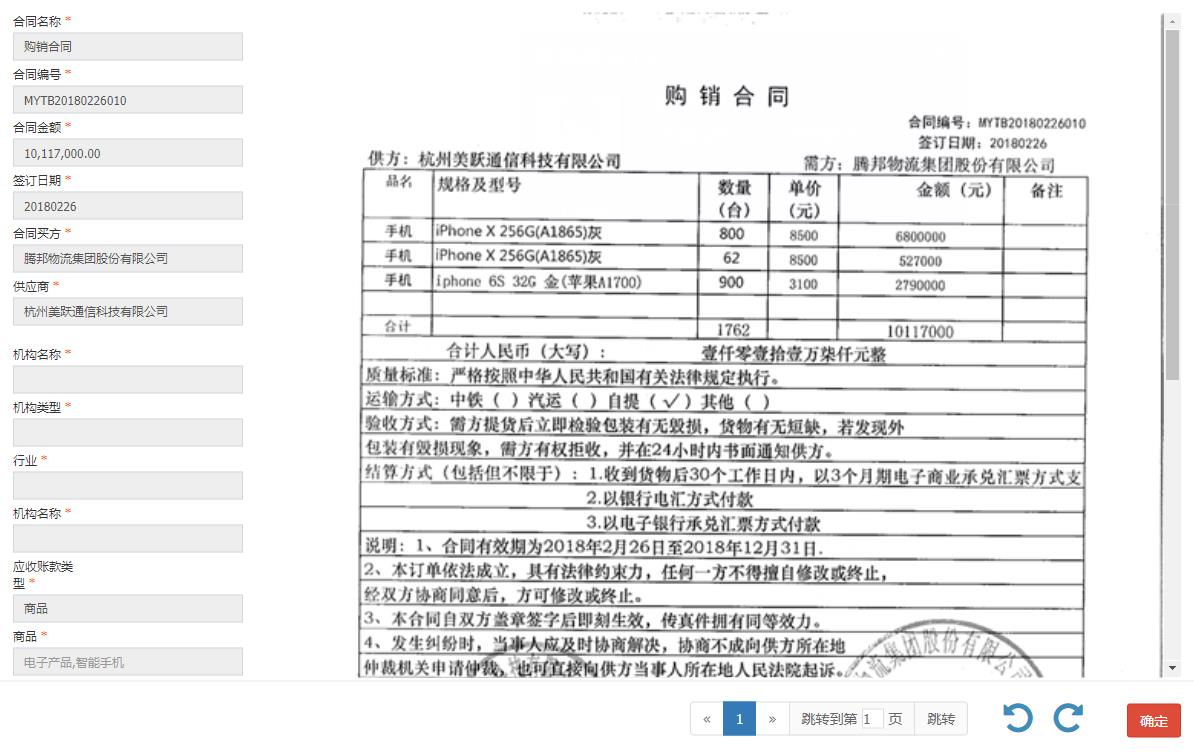 合同名称 *
购销合同
合同编号 *
MYTB20180226010
合同金额 *
10,117,000.00
签订日期 *
20180226
合同买方 *
腾邦物流集团股份有限公司
供应商 *
杭州美跃通信科技有限公司
机构名称 *
机构类型 *
行业 *
机构名称 *
应收账款类
型 *
商品
商品 *
电子产品,智能手机
购 销 合 同
合同编号：MYTB20180226010
签订日期：20180226
供方：杭州美跃通信科技有限公司 需方：腾邦物流集团股份有限公司
品名 规格及型号 数量（台） 单价（元） 金额（元） 备注
手机 iPhone X 256G(A1865)灰 800 8500 6800000
手机 iPhone X 256G(A1865)灰 62 8500 527000
手机 iphone 6S 32G 金(苹果A1700) 900 3100 2790000
合计 1762 10117000
合计人民币（大写）： 壹仟零壹拾壹万柒仟元整
质量标准：严格按照中华人民共和国有关法律规定执行。
运输方式：中铁（ ）汽运（ ）自提（✓）其他（ ）
验收方式：需方提货后立即检验包装有无毁损，货物有无短缺，若发现外
包装有毁损现象，需方有权拒收，并在24小时内书面通知供方。
结算方式（包括但不限于）：1.收到货物后30个工作日内，以3个月期电子商业承兑汇票方式支
2.以银行电汇方式付款
3.以电子银行承兑汇票方式付款
说明：1、合同有效期为2018年2月26日至2018年12月31日.
2、本订单依法成立，具有法律约束力，任何一方不得擅自修改或终止，
经双方协商同意后，方可修改或终止。
3、本合同自双方盖章签字后即刻生效，传真件拥有同等效力。
4、发生纠纷时，当事人应及时协商解决，协商不成向供方所在地
仲裁机关申请仲裁，也可直接向供方当事人所在地人民法院起诉。
流集团股份有限公
« 1 » 跳转到第 1 页 跳转
确定